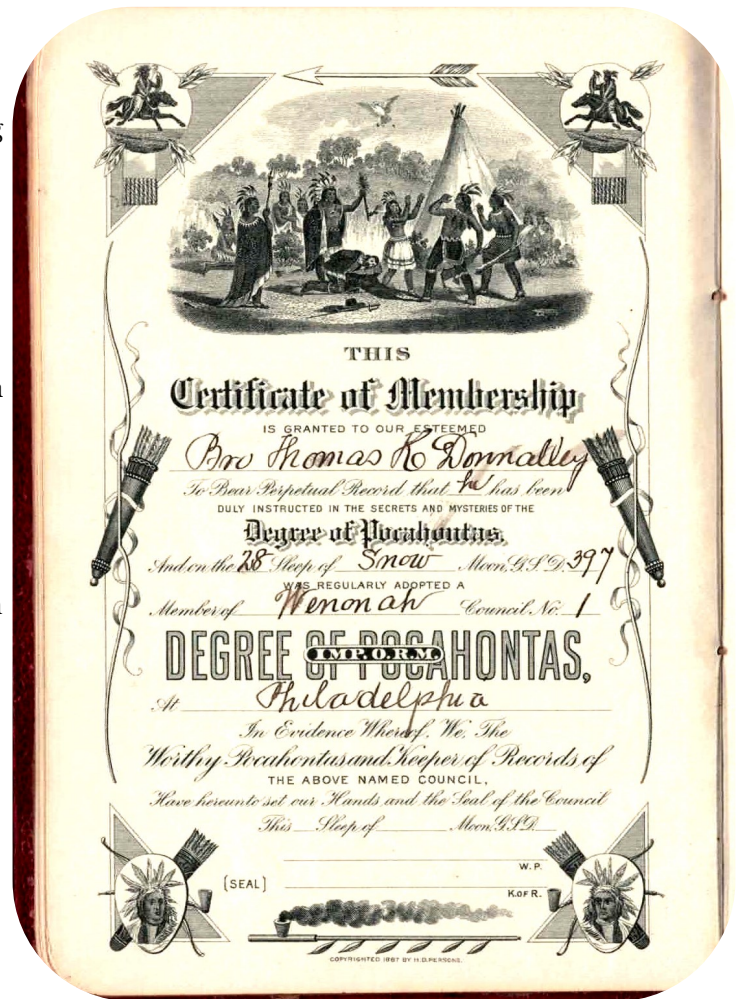 THIS
Certificate of Membership
IS GRANTED TO OUR ESTEEMED
Bro Thomas K Donnalley
To Bear Perpetual Record that he has been
DULY INSTRUCTED IN THE SECRETS AND MYSTERIES OF THE
Degree of Pocahontas,
And on the 28 Sleep of Snow Moon, G.S.D. 397
WAS REGULARLY ADOPTED A
Member of Wenonah Council No. 1
DEGREE OF POCAHONTAS,
IMP. O.R.M.
At Philadelphia
In Evidence Whereof, We, The
Worthy Pocahontas and Keeper of Records of
THE ABOVE NAMED COUNCIL,
Have hereunto set our Hands and the Seal of the Council
This Sleep of Moon, G.S.D.
W.P.
[SEAL]
K. OF R.
COPYRIGHTED 1887 BY H.D. PERSONS.